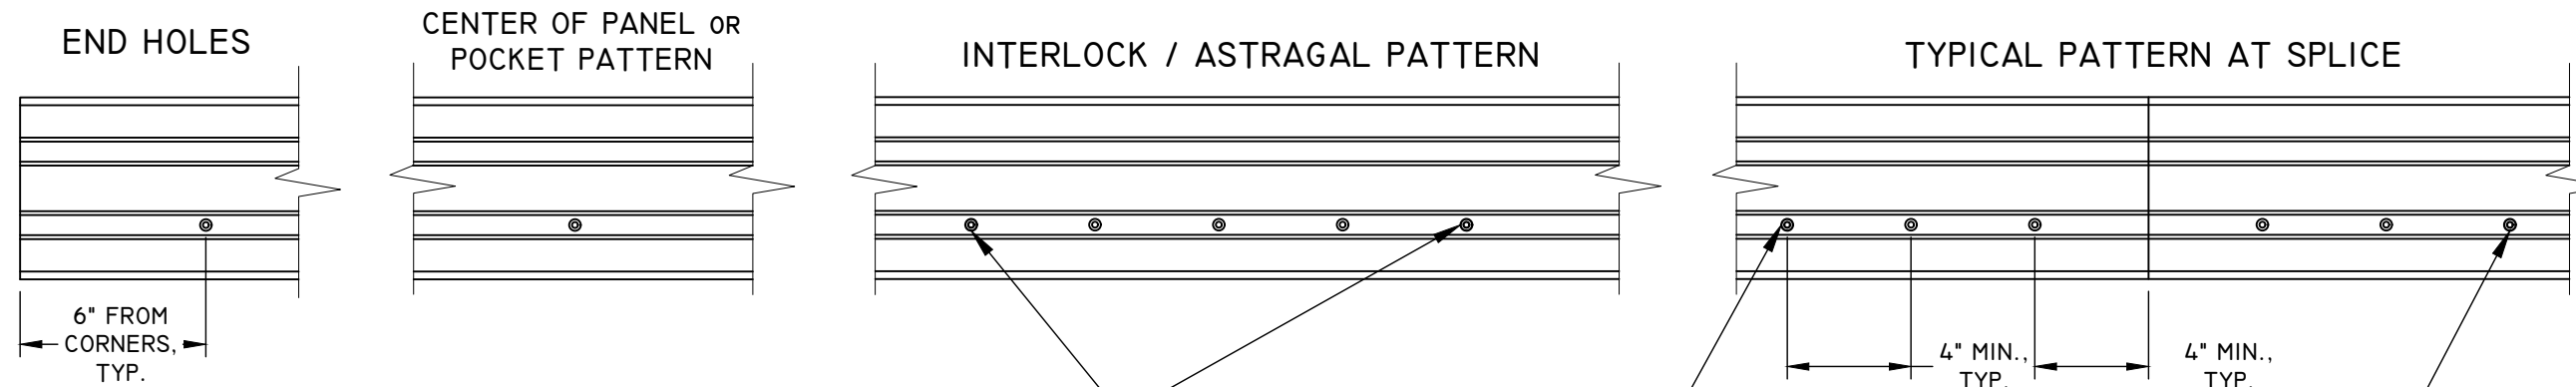 END HOLES
CENTER OF PANEL OR
POCKET PATTERN
INTERLOCK / ASTRAGAL PATTERN
TYPICAL PATTERN AT SPLICE
6" FROM
CORNERS,
TYP.
4" MIN.,
TYP.
4" MIN.,
TYP.